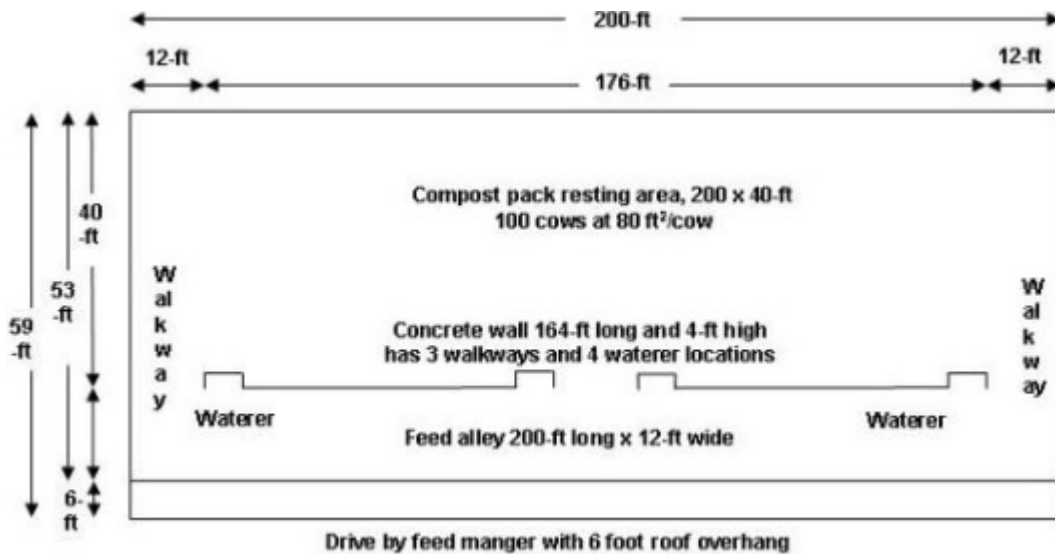 200-ft
12-ft
12-ft
176-ft
Compost pack resting area, 200 x 40-ft
100 cows at 80 ft²/cow
40
-ft
53
-ft
59
-ft
W
al
k
w
a
y
W
al
k
w
ay
Concrete wall 164-ft long and 4-ft high
has 3 walkways and 4 waterer locations
Waterer
Waterer
Feed alley 200-ft long x 12-ft wide
6-
ft
Drive by feed manger with 6 foot roof overhang